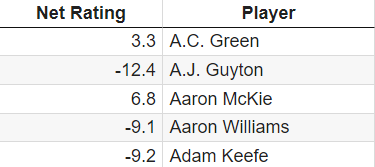 Net Rating Player
3.3 A.C. Green
-12.4 A.J. Guyton
6.8 Aaron McKie
-9.1 Aaron Williams
-9.2 Adam Keefe